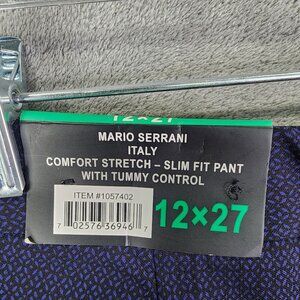 12×27
MARIO SERRANI
ITALY
COMFORT STRETCH – SLIM FIT PANT
WITH TUMMY CONTROL
ITEM #1057402
12×27
7 02576 36946 7